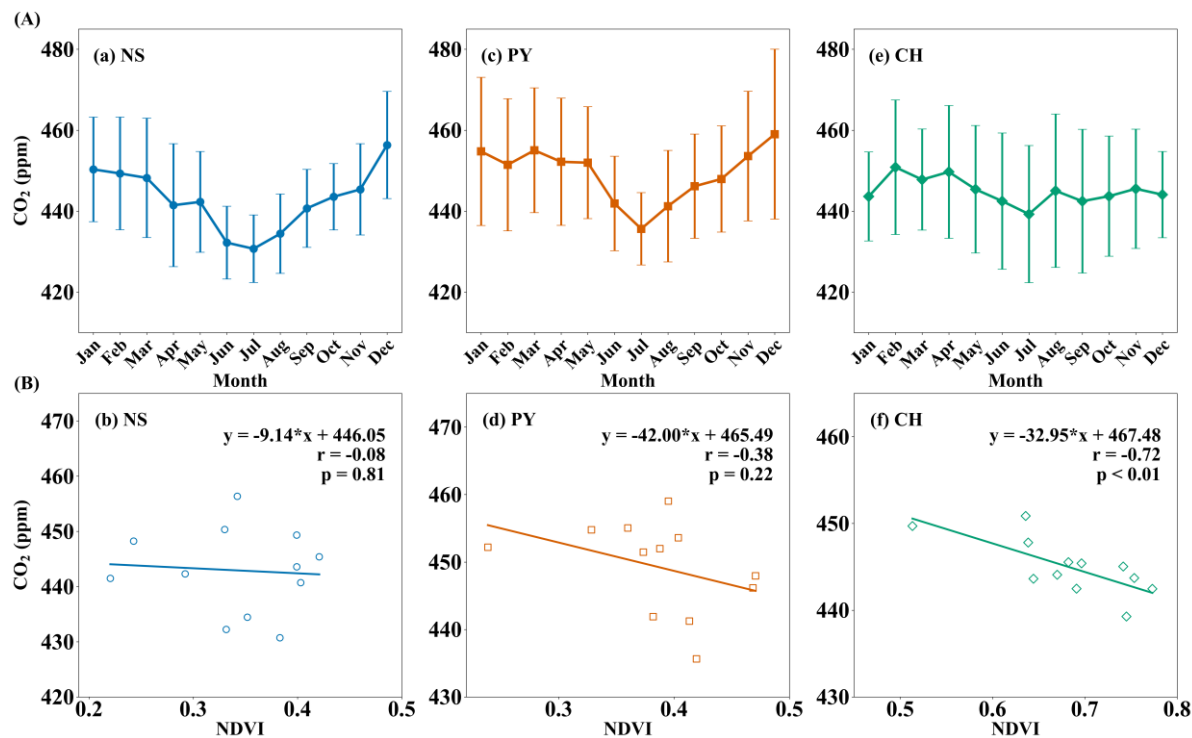 (A)
(a) NS
(c) PY
(e) CH
CO₂ (ppm)
480
460
440
420
480
460
440
420
480
460
440
420
Jan Feb Mar Apr May Jun Jul Aug Sep Oct Nov Dec
Jan Feb Mar Apr May Jun Jul Aug Sep Oct Nov Dec
Jan Feb Mar Apr May Jun Jul Aug Sep Oct Nov Dec
Month
Month
Month
(B)
(b) NS
y = -9.14*x + 446.05
r = -0.08
p = 0.81
(d) PY
y = -42.00*x + 465.49
r = -0.38
p = 0.22
(f) CH
y = -32.95*x + 467.48
r = -0.72
p < 0.01
CO₂ (ppm)
470
460
450
440
430
420
470
460
450
440
430
460
450
440
430
0.2 0.3 0.4 0.5
0.3 0.4 0.5
0.5 0.6 0.7 0.8
NDVI
NDVI
NDVI